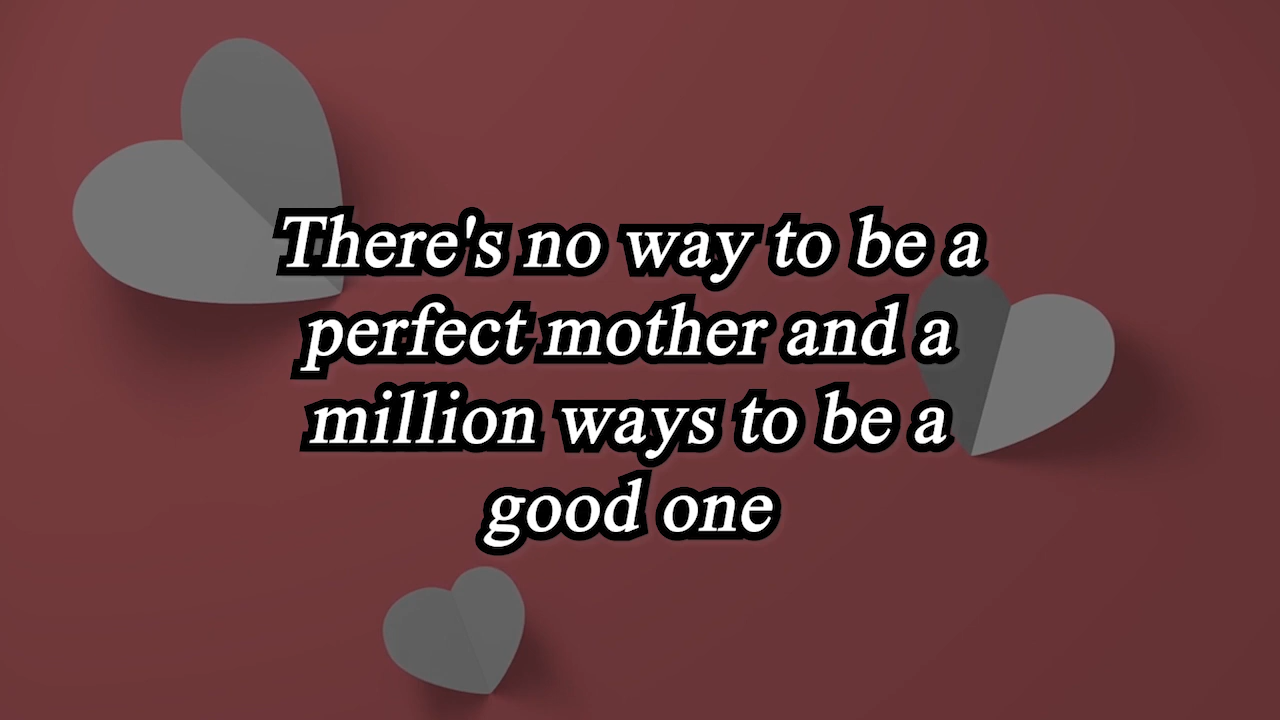 There's no way to be a
perfect mother and a
million ways to be a
good one